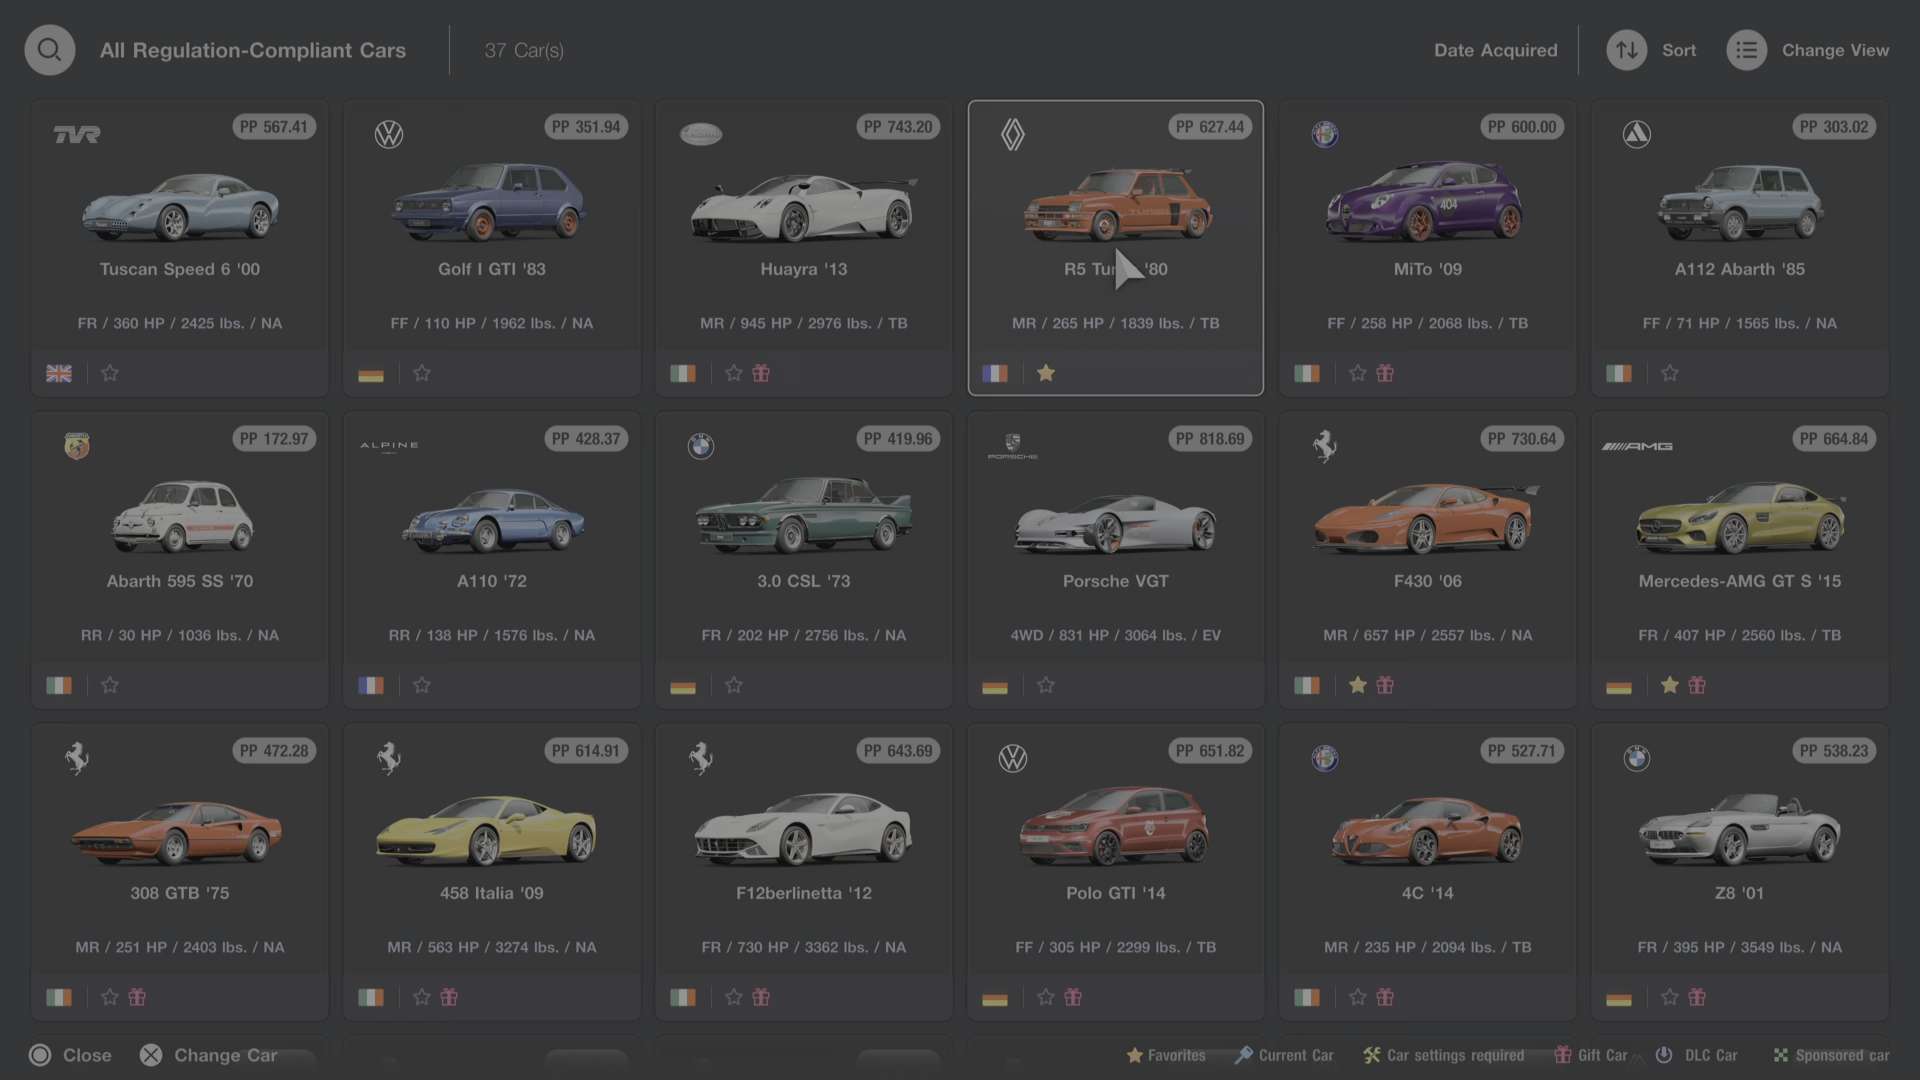 All Regulation-Compliant Cars
37 Car(s)
Date Acquired
Sort
Change View
TVR
PP 567.41
Tuscan Speed 6 '00
FR / 360 HP / 2425 lbs. / NA
PP 351.94
Golf I GTI '83
FF / 110 HP / 1962 lbs. / NA
PP 743.20
Huayra '13
MR / 945 HP / 2976 lbs. / TB
PP 627.44
R5 Tur '80
MR / 265 HP / 1839 lbs. / TB
PP 600.00
404
MiTo '09
FF / 258 HP / 2068 lbs. / TB
PP 303.02
A112 Abarth '85
FF / 71 HP / 1565 lbs. / NA
PP 172.97
Abarth 595 SS '70
RR / 30 HP / 1036 lbs. / NA
ALPINE
PP 428.37
A110 '72
RR / 138 HP / 1576 lbs. / NA
PP 419.96
3.0 CSL '73
FR / 202 HP / 2756 lbs. / NA
PORSCHE
PP 818.69
Porsche VGT
4WD / 831 HP / 3064 lbs. / EV
PP 730.64
F430 '06
MR / 657 HP / 2557 lbs. / NA
AMG
PP 664.84
Mercedes-AMG GT S '15
FR / 407 HP / 2560 lbs. / TB
PP 472.28
308 GTB '75
MR / 251 HP / 2403 lbs. / NA
PP 614.91
458 Italia '09
MR / 563 HP / 3274 lbs. / NA
PP 643.69
F12berlinetta '12
FR / 730 HP / 3362 lbs. / NA
PP 651.82
Polo GTI '14
FF / 305 HP / 2299 lbs. / TB
PP 527.71
4C '14
MR / 235 HP / 2094 lbs. / TB
PP 538.23
Z8 '01
FR / 395 HP / 3549 lbs. / NA
Close
Change Car
Favorites
Current Car
Car settings required
Gift Car
DLC Car
Sponsored car